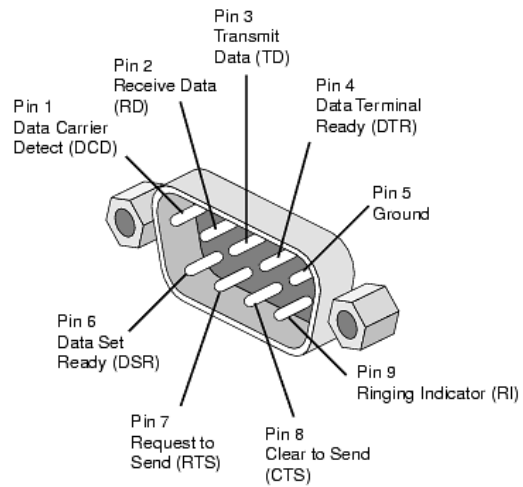 Pin 3
Transmit
Data (TD)
Pin 2
Receive Data
(RD)
Pin 4
Data Terminal
Ready (DTR)
Pin 1
Data Carrier
Detect (DCD)
Pin 5
Ground
Pin 6
Data Set
Ready (DSR)
Pin 9
Ringing Indicator (RI)
Pin 7
Request to
Send (RTS)
Pin 8
Clear to Send
(CTS)